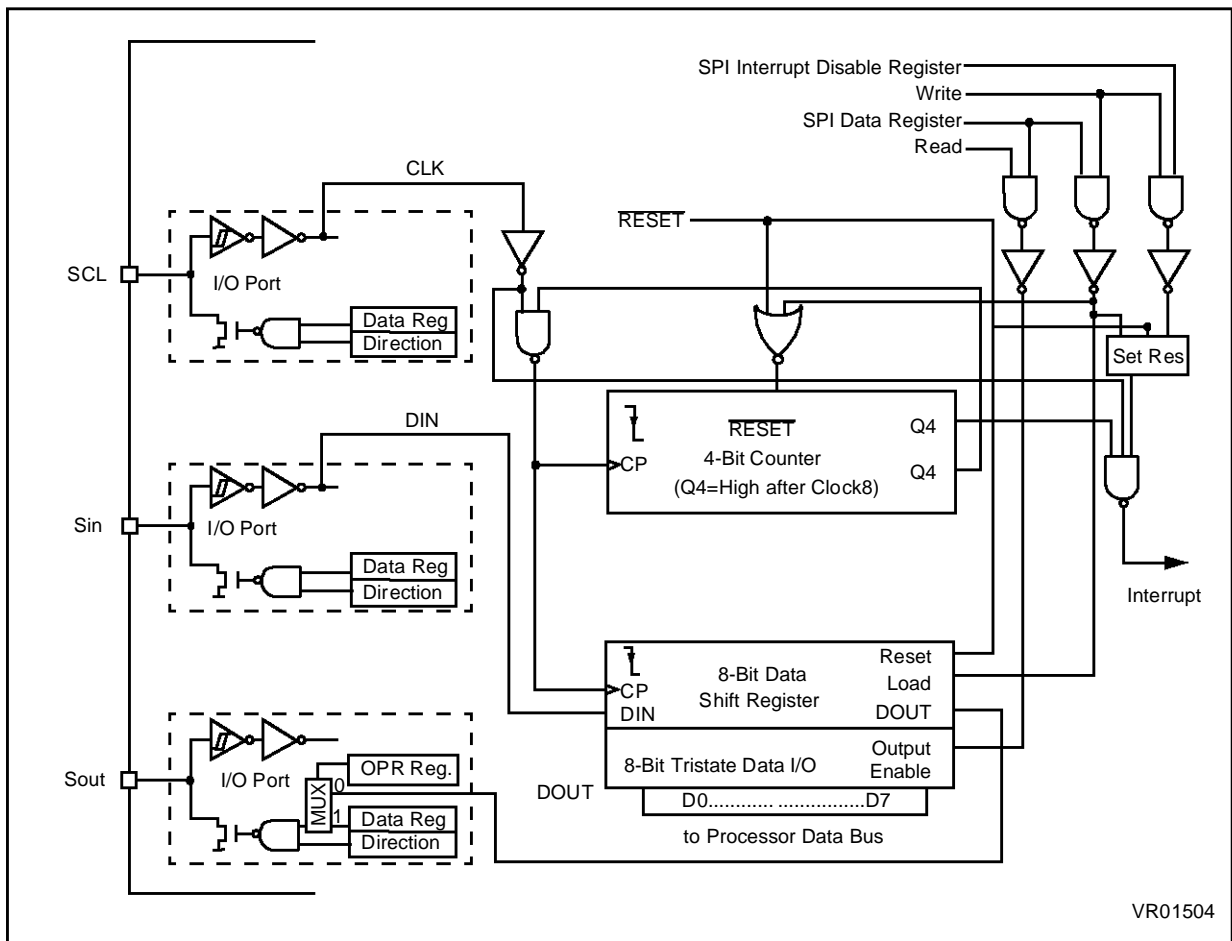 SPI Interrupt Disable Register
Write
SPI Data Register
Read
CLK
RESET
SCL
I/O Port
Data Reg
Direction
Set Res
DIN
RESET
Q4
CP
4-Bit Counter
Q4
(Q4=High after Clock8)
Sin
I/O Port
Data Reg
Direction
Interrupt
Reset
8-Bit Data
Load
CP
Shift Register
DIN
DOUT
Sout
I/O Port
OPR Reg.
MUX
0
1
Data Reg
Direction
DOUT
8-Bit Tristate Data I/O
Output
Enable
D0............ ................D7
to Processor Data Bus
VR01504